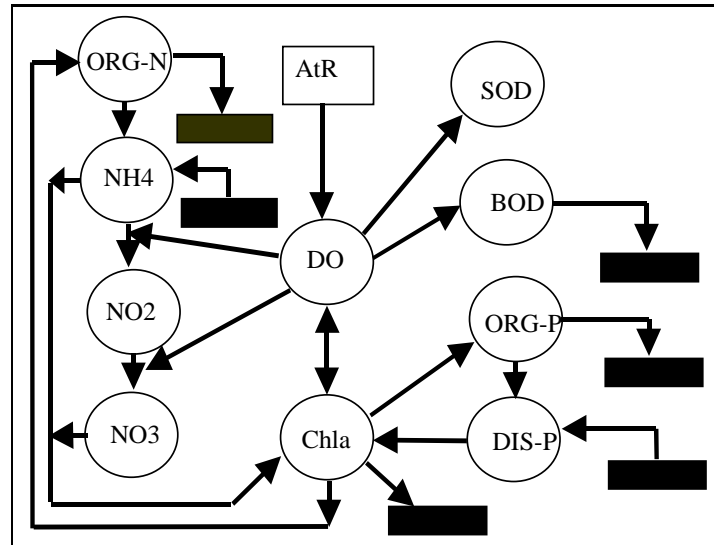 ORG-N
AtR
SOD
NH4
BOD
DO
NO2
ORG-P
NO3
Chla
DIS-P